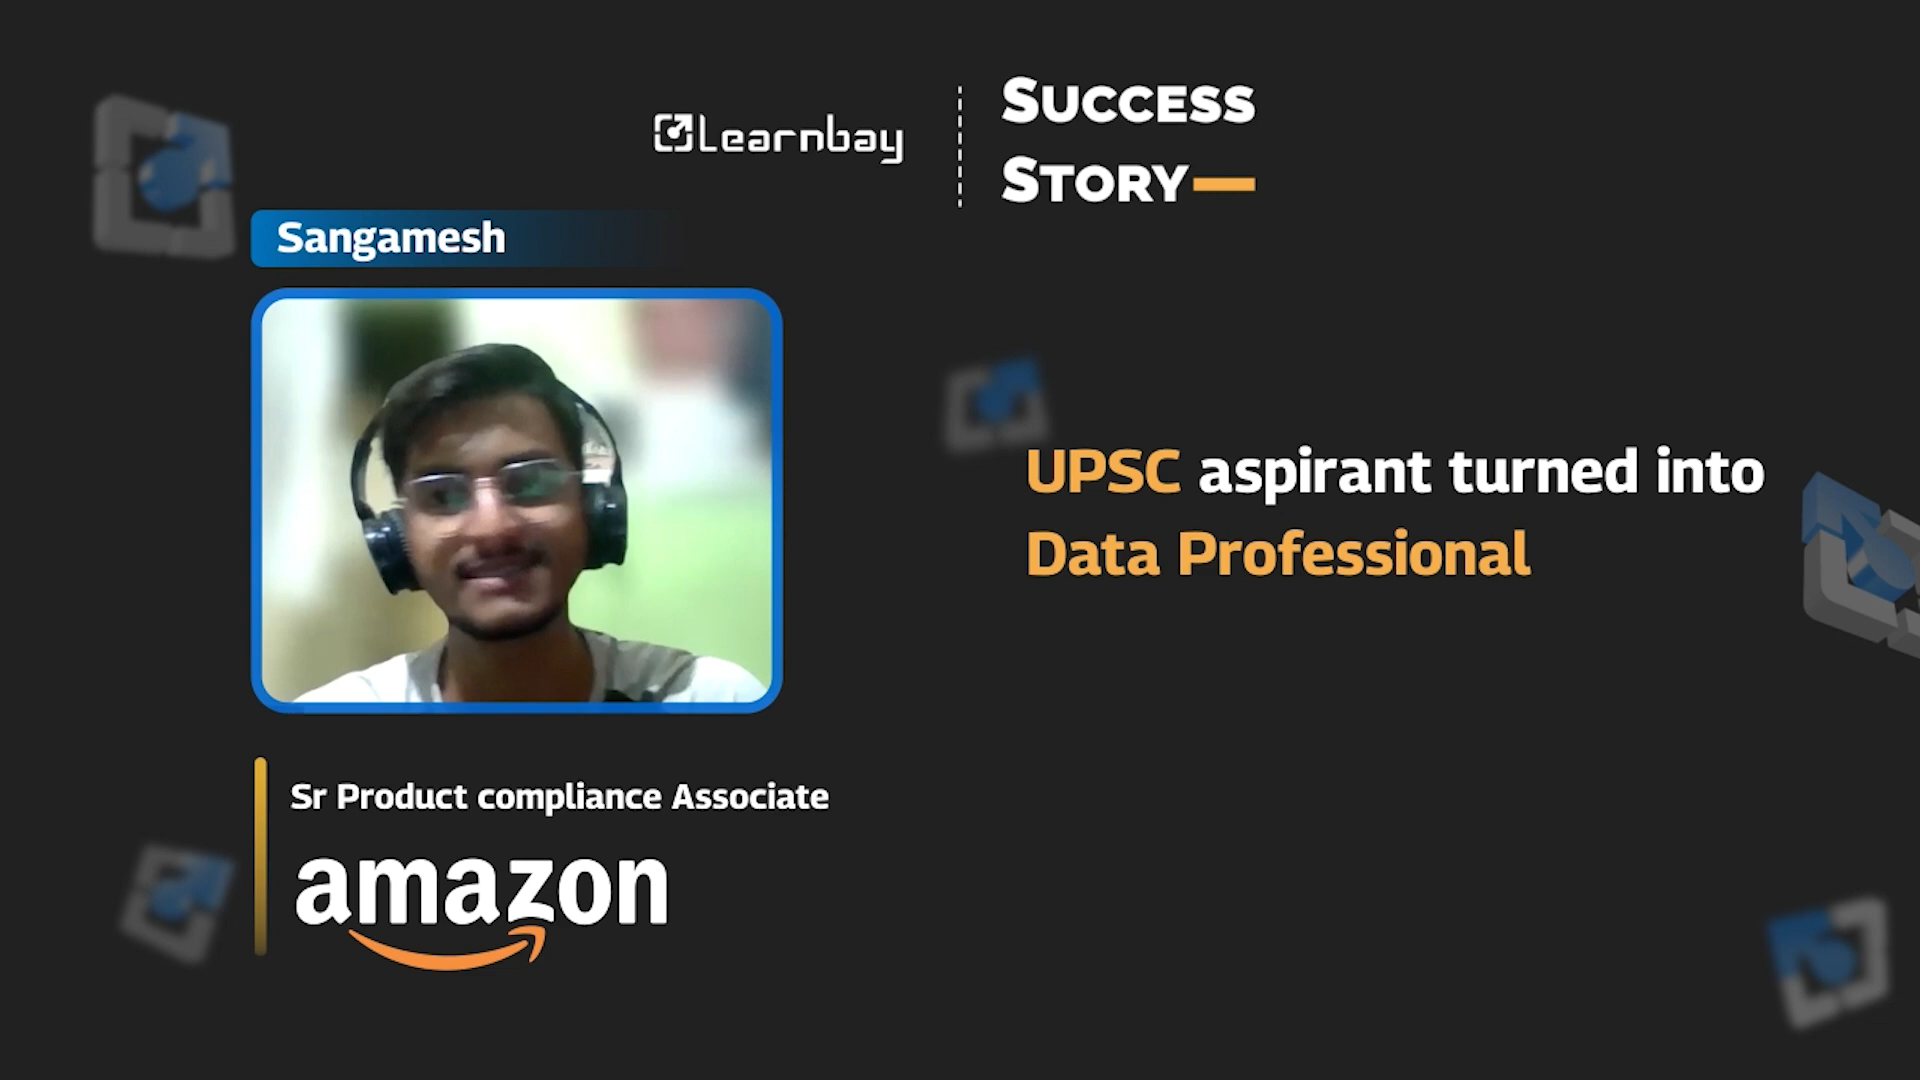 Learnbay
SUCCESS
STORY
Sangamesh
UPSC aspirant turned into
Data Professional
Sr Product compliance Associate
amazon